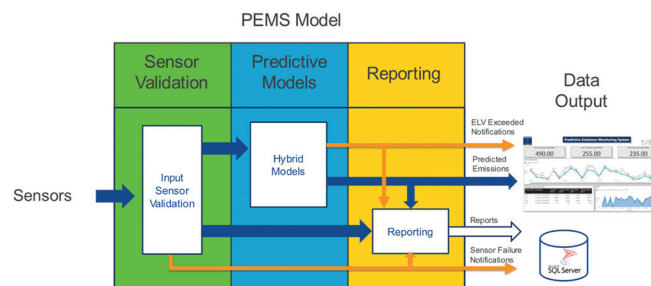 PEMS Model
Sensor
Validation
Predictive
Models
Reporting
Data
Output
Sensors
Input
Sensor
Validation
Hybrid
Models
Reporting
ELV Exceeded
Notifications
Predicted
Emissions
Reports
Sensor Failure
Notifications
Predictive Emissions Monitoring System
490.00
255.00
235.00
SQL Server